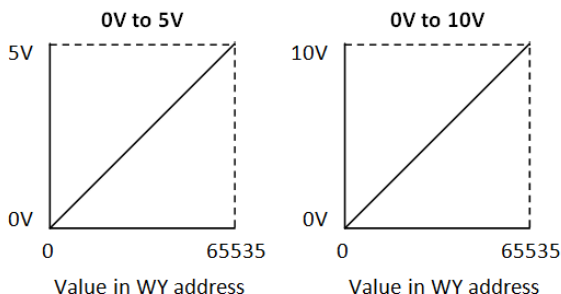 0V to 5V
5V
0V
0
65535
Value in WY address
0V to 10V
10V
0V
0
65535
Value in WY address